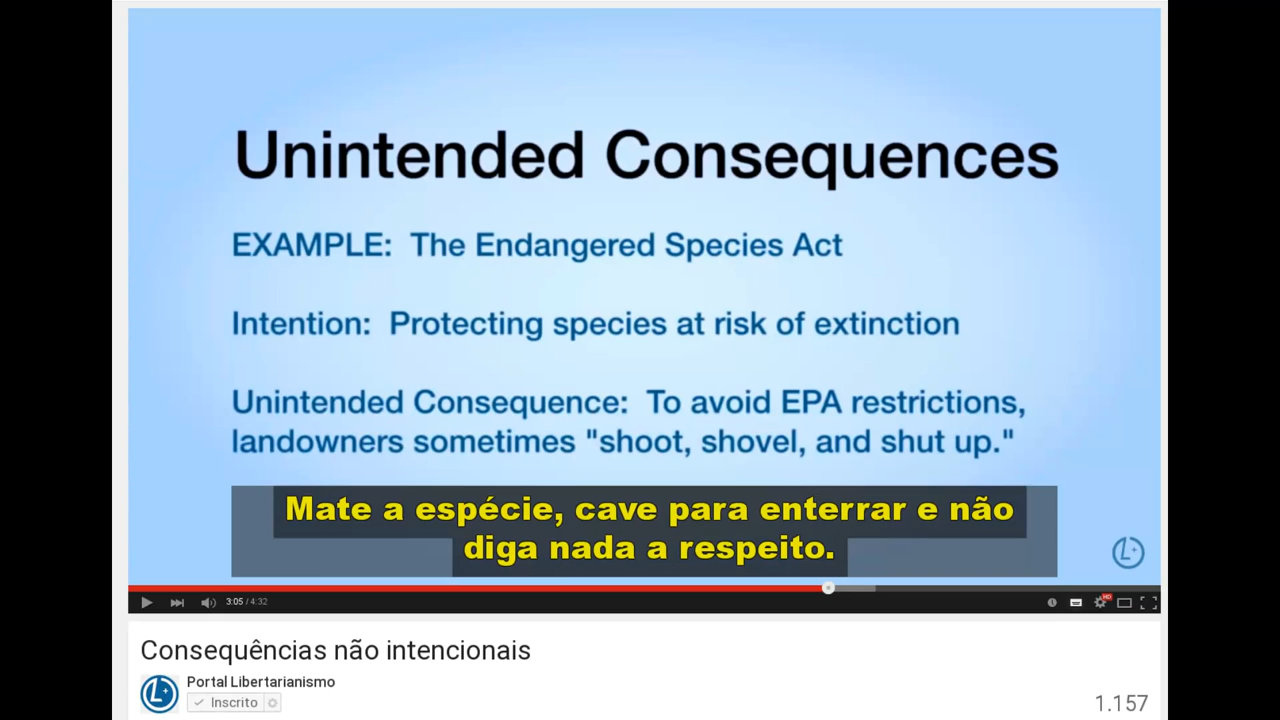 Unintended Consequences
EXAMPLE: The Endangered Species Act
Intention: Protecting species at risk of extinction
Unintended Consequence: To avoid EPA restrictions,
landowners sometimes "shoot, shovel, and shut up."
Mate a espécie, cave para enterrar e não
diga nada a respeito.
L+
3:05 / 4:32
HD
Consequências não intencionais
L+
Portal Libertarianismo
Inscrito
1.157